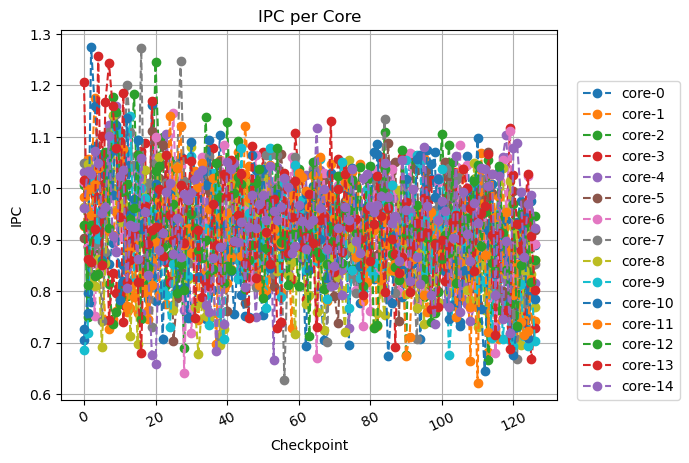 IPC per Core
1.3
1.2
1.1
1.0
0.9
0.8
0.7
0.6
IPC
0
20
40
60
80
100
120
Checkpoint
core-0
core-1
core-2
core-3
core-4
core-5
core-6
core-7
core-8
core-9
core-10
core-11
core-12
core-13
core-14